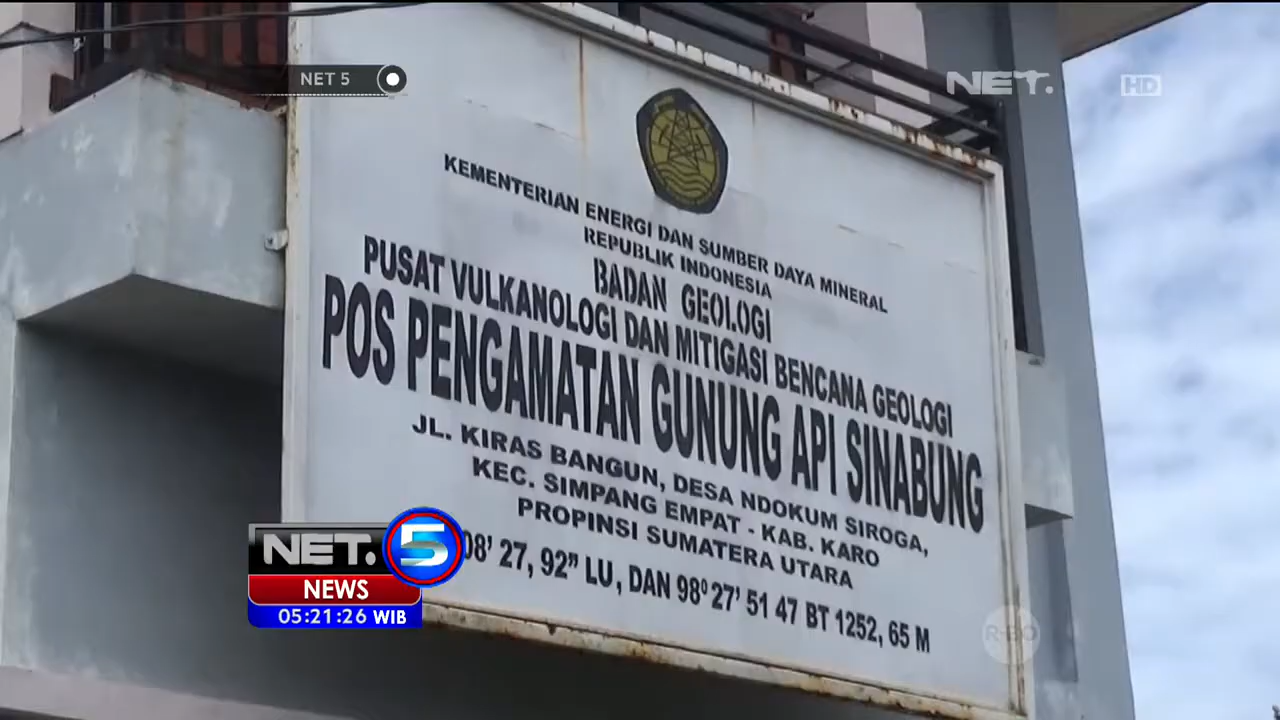 NET 5
NET. HD
KEMENTERIAN ENERGI DAN SUMBER DAYA MINERAL
REPUBLIK INDONESIA
BADAN GEOLOGI
PUSAT VULKANOLOGI DAN MITIGASI BENCANA GEOLOGI
POS PENGAMATAN GUNUNG API SINABUNG
JL. KIRAS BANGUN, DESA NDOKUM SIROGA,
KEC. SIMPANG EMPAT - KAB. KARO
PROPINSI SUMATERA UTARA
08' 27, 92" LU, DAN 98⁰ 27' 51 47 BT 1252, 65 M
NET. 5
NEWS
05:21:26 WIB
R-BO